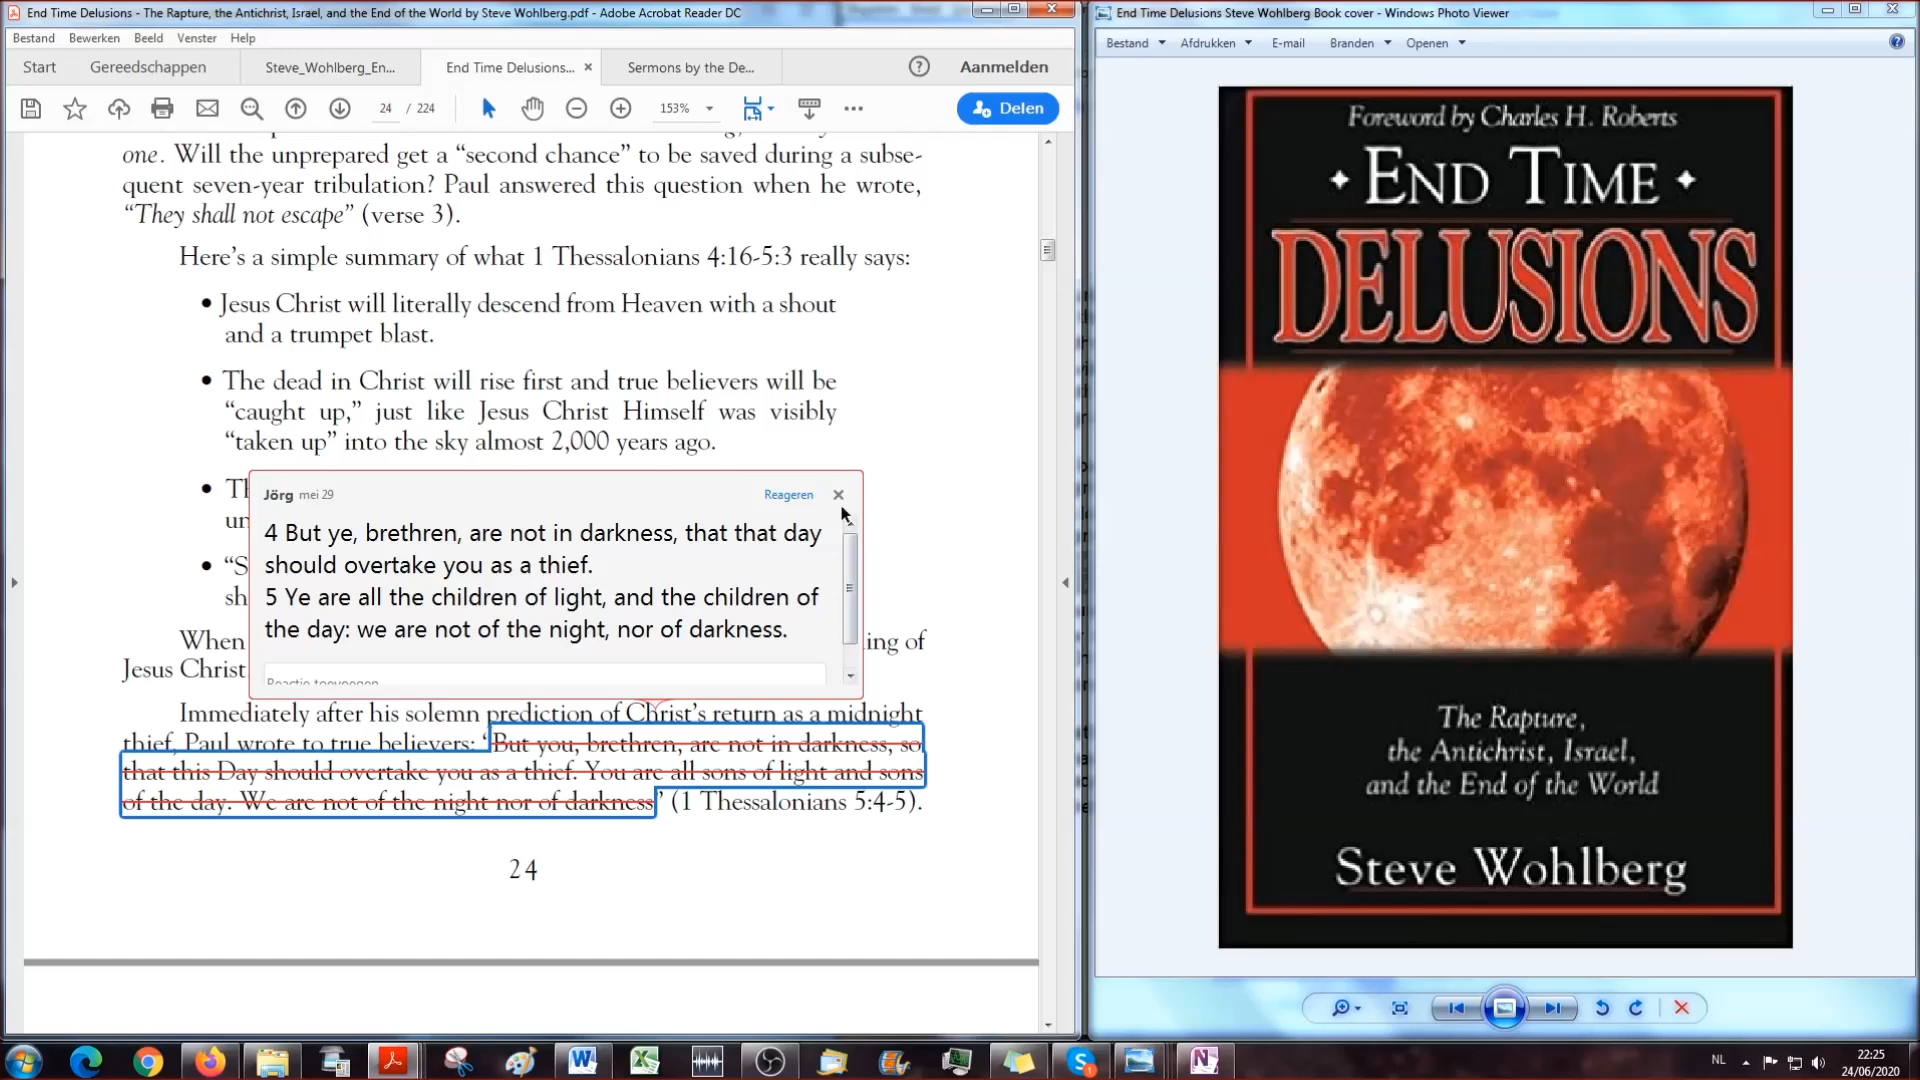 End Time Delusions - The Rapture, the Antichrist, Israel, and the End of the World by Steve Wohlberg.pdf - Adobe Acrobat Reader DC
Bestand Bewerken Beeld Venster Help
Start Gereedschappen Steve_Wohlberg_En... End Time Delusions... Sermons by the De... Aanmelden
24 / 224 153% Delen
one. Will the unprepared get a “second chance” to be saved during a subse-
quent seven-year tribulation? Paul answered this question when he wrote,
“They shall not escape” (verse 3).
Here’s a simple summary of what 1 Thessalonians 4:16-5:3 really says:
• Jesus Christ will literally descend from Heaven with a shout
and a trumpet blast.
• The dead in Christ will rise first and true believers will be
“caught up,” just like Jesus Christ Himself was visibly
“taken up” into the sky almost 2,000 years ago.
Jörg mei 29 Reageren
4 But ye, brethren, are not in darkness, that that day
should overtake you as a thief.
5 Ye are all the children of light, and the children of
the day: we are not of the night, nor of darkness.
Reactie toevoegen
When
ing of
Jesus Christ
Immediately after his solemn prediction of Christ’s return as a midnight
thief, Paul wrote to true believers: “But you, brethren, are not in darkness, so
that this Day should overtake you as a thief. You are all sons of light and sons
of the day. We are not of the night nor of darkness” (1 Thessalonians 5:4-5).
24
End Time Delusions Steve Wohlberg Book cover - Windows Photo Viewer
Bestand Afdrukken E-mail Branden Openen
Foreword by Charles H. Roberts
END TIME
DELUSIONS
The Rapture,
the Antichrist, Israel,
and the End of the World
Steve Wohlberg
NL
22:25
24/06/2020